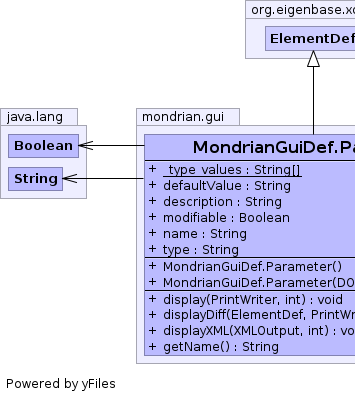 org.eigenbase.xo
ElementDef
java.lang
Boolean
String
mondrian.gui
MondrianGuiDef.Pa
+ _type_values : String[]
+ defaultValue : String
+ description : String
+ modifiable : Boolean
+ name : String
+ type : String
+ MondrianGuiDef.Parameter()
+ MondrianGuiDef.Parameter(DO
+ display(PrintWriter, int) : void
+ displayDiff(ElementDef, PrintWr
+ displayXML(XMLOutput, int) : vo
+ getName() : String
Powered by yFiles